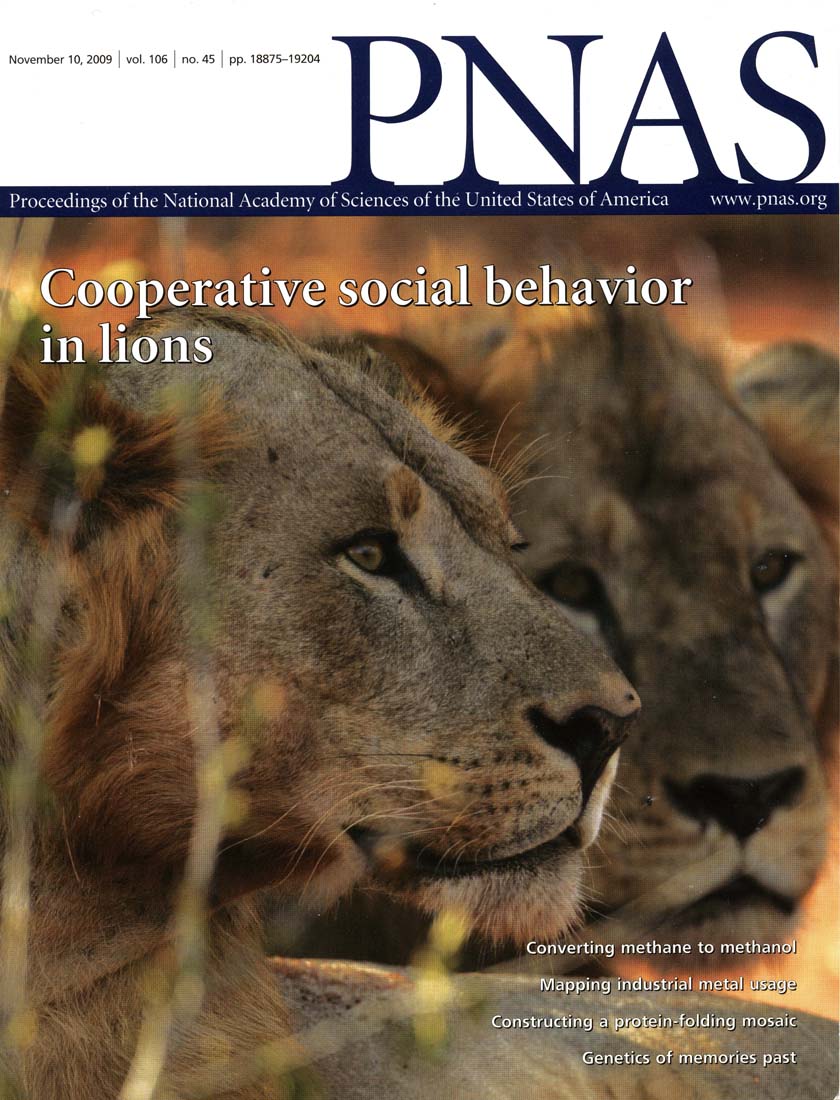 PNAS
November 10, 2009 | vol. 106 | no. 45 | pp. 18875–19204
Proceedings of the National Academy of Sciences of the United States of America www.pnas.org
Cooperative social behavior
in lions
Converting methane to methanol
Mapping industrial metal usage
Constructing a protein-folding mosaic
Genetics of memories past